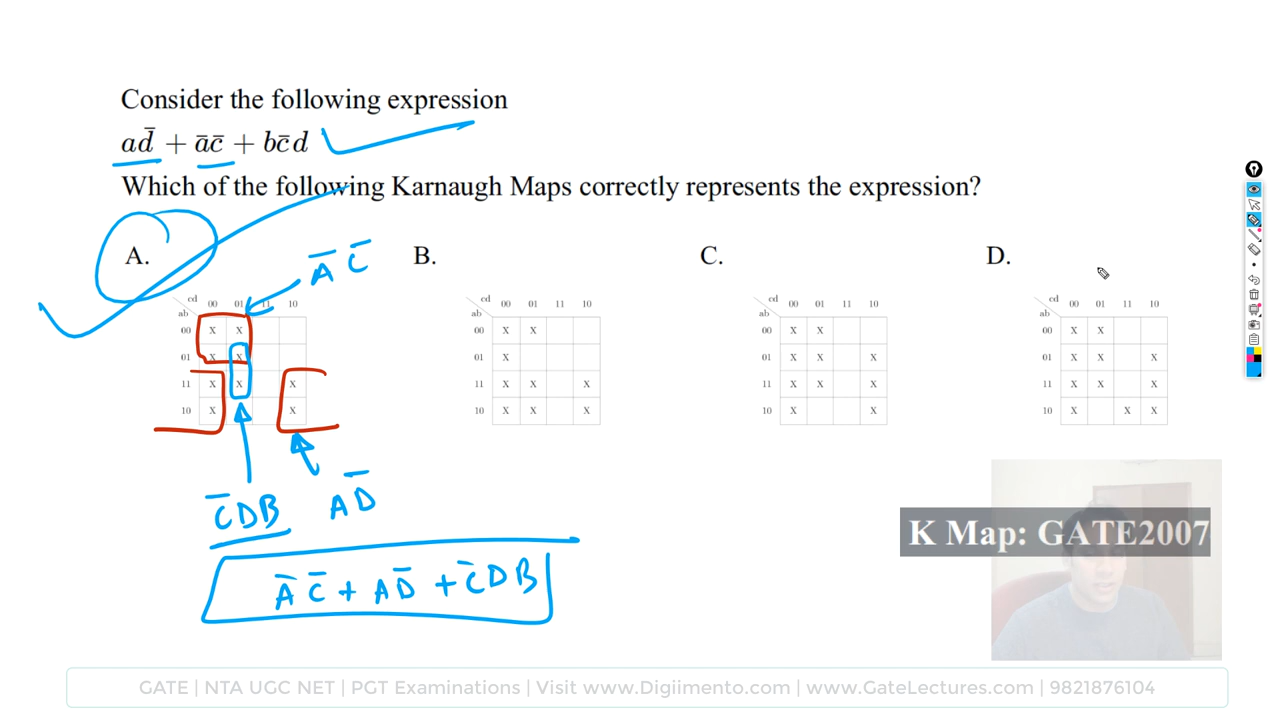 Consider the following expression
ad̄ + āc̄ + bc̄d
Which of the following Karnaugh Maps correctly represents the expression?
A. B. C. D.
A̅ C̅
cd 00 01 11 10
ab
00 X X
01 X X
11 X X X
10 X X
cd 00 01 11 10
ab
00 X X
01 X
11 X X X
10 X X X
cd 00 01 11 10
ab
00 X X
01 X X X
11 X X X
10 X X
cd 00 01 11 10
ab
00 X X
01 X X X
11 X X X
10 X X X
C̅DB AD̅
A̅ C̅ + AD̅ + C̅DB
K Map: GATE2007
GATE | NTA UGC NET | PGT Examinations | Visit www.Digiimento.com | www.GateLectures.com | 9821876104